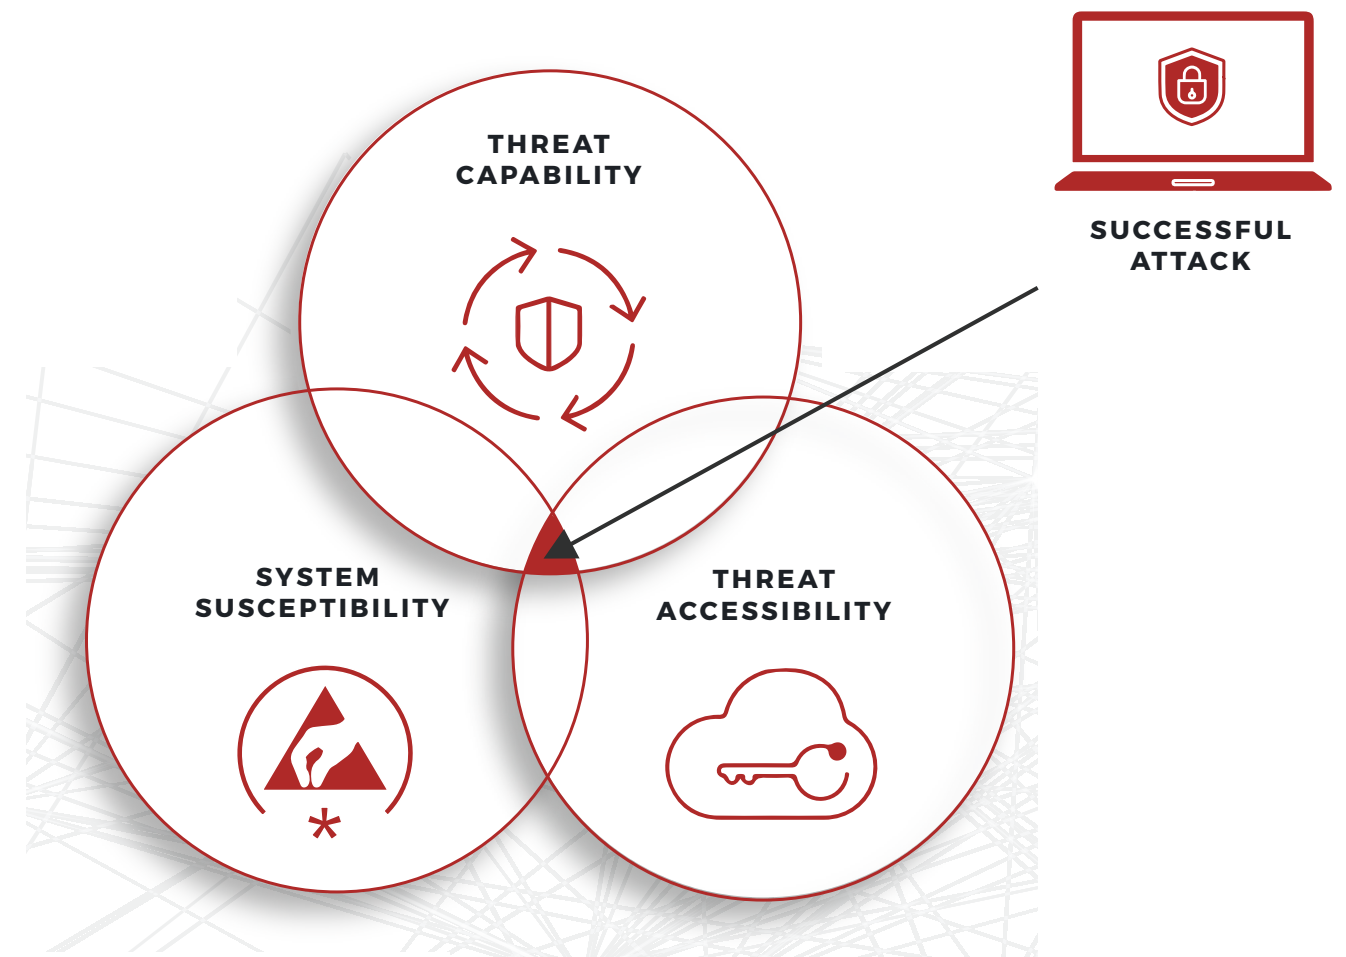 THREAT
CAPABILITY
SUCCESSFUL
ATTACK
SYSTEM
SUSCEPTIBILITY
*
THREAT
ACCESSIBILITY